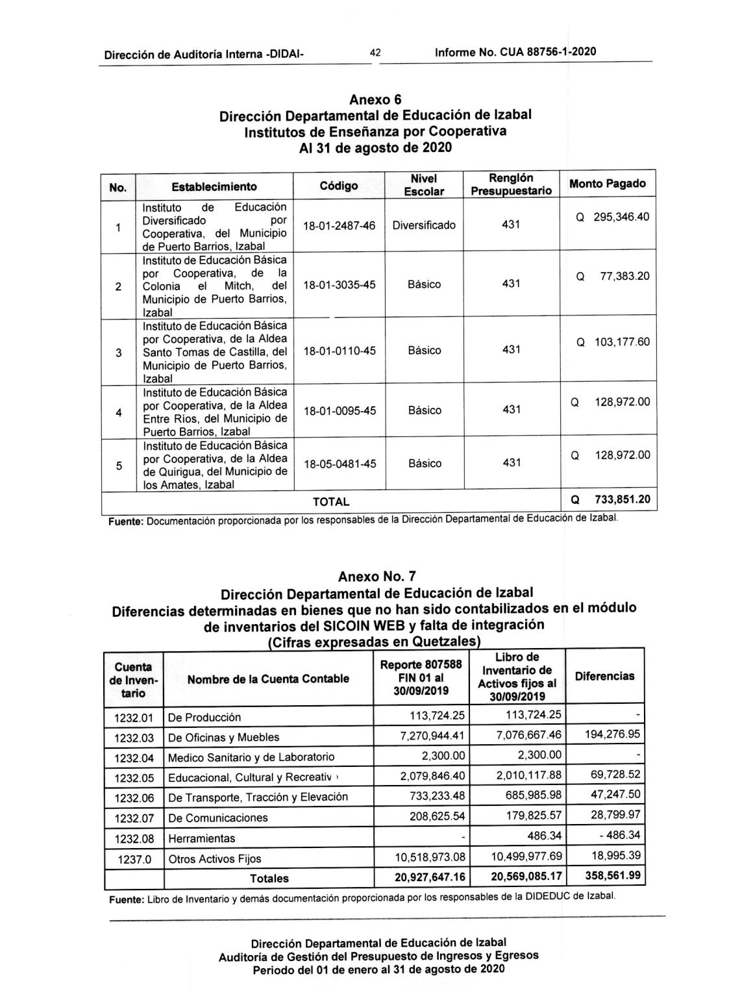 Dirección de Auditoría Interna -DIDAI- 42 Informe No. CUA 88756-1-2020
Anexo 6
Dirección Departamental de Educación de Izabal
Institutos de Enseñanza por Cooperativa
Al 31 de agosto de 2020
No. Establecimiento Código Nivel Escolar Renglón Presupuestario Monto Pagado
1 Instituto de Educación Diversificado por Cooperativa, del Municipio de Puerto Barrios, Izabal 18-01-2487-46 Diversificado 431 Q 295,346.40
2 Instituto de Educación Básica por Cooperativa, de la Colonia el Mitch, del Municipio de Puerto Barrios, Izabal 18-01-3035-45 Básico 431 Q 77,383.20
3 Instituto de Educación Básica por Cooperativa, de la Aldea Santo Tomas de Castilla, del Municipio de Puerto Barrios, Izabal 18-01-0110-45 Básico 431 Q 103,177.60
4 Instituto de Educación Básica por Cooperativa, de la Aldea Entre Ríos, del Municipio de Puerto Barrios, Izabal 18-01-0095-45 Básico 431 Q 128,972.00
5 Instituto de Educación Básica por Cooperativa, de la Aldea de Quirigua, del Municipio de los Amates, Izabal 18-05-0481-45 Básico 431 Q 128,972.00
TOTAL Q 733,851.20
Fuente: Documentación proporcionada por los responsables de la Dirección Departamental de Educación de Izabal.
Anexo No. 7
Dirección Departamental de Educación de Izabal
Diferencias determinadas en bienes que no han sido contabilizados en el módulo
de inventarios del SICOIN WEB y falta de integración
(Cifras expresadas en Quetzales)
Cuenta de Inven-tario Nombre de la Cuenta Contable Reporte 807588 FIN 01 al 30/09/2019 Libro de Inventario de Activos fijos al 30/09/2019 Diferencias
1232.01 De Producción 113,724.25 113,724.25 -
1232.03 De Oficinas y Muebles 7,270,944.41 7,076,667.46 194,276.95
1232.04 Medico Sanitario y de Laboratorio 2,300.00 2,300.00 -
1232.05 Educacional, Cultural y Recreativ 2,079,846.40 2,010,117.88 69,728.52
1232.06 De Transporte, Tracción y Elevación 733,233.48 685,985.98 47,247.50
1232.07 De Comunicaciones 208,625.54 179,825.57 28,799.97
1232.08 Herramientas - 486.34 - 486.34
1237.0 Otros Activos Fijos 10,518,973.08 10,499,977.69 18,995.39
Totales 20,927,647.16 20,569,085.17 358,561.99
Fuente: Libro de Inventario y demás documentación proporcionada por los responsables de la DIDEDUC de Izabal.
Dirección Departamental de Educación de Izabal
Auditoría de Gestión del Presupuesto de Ingresos y Egresos
Periodo del 01 de enero al 31 de agosto de 2020